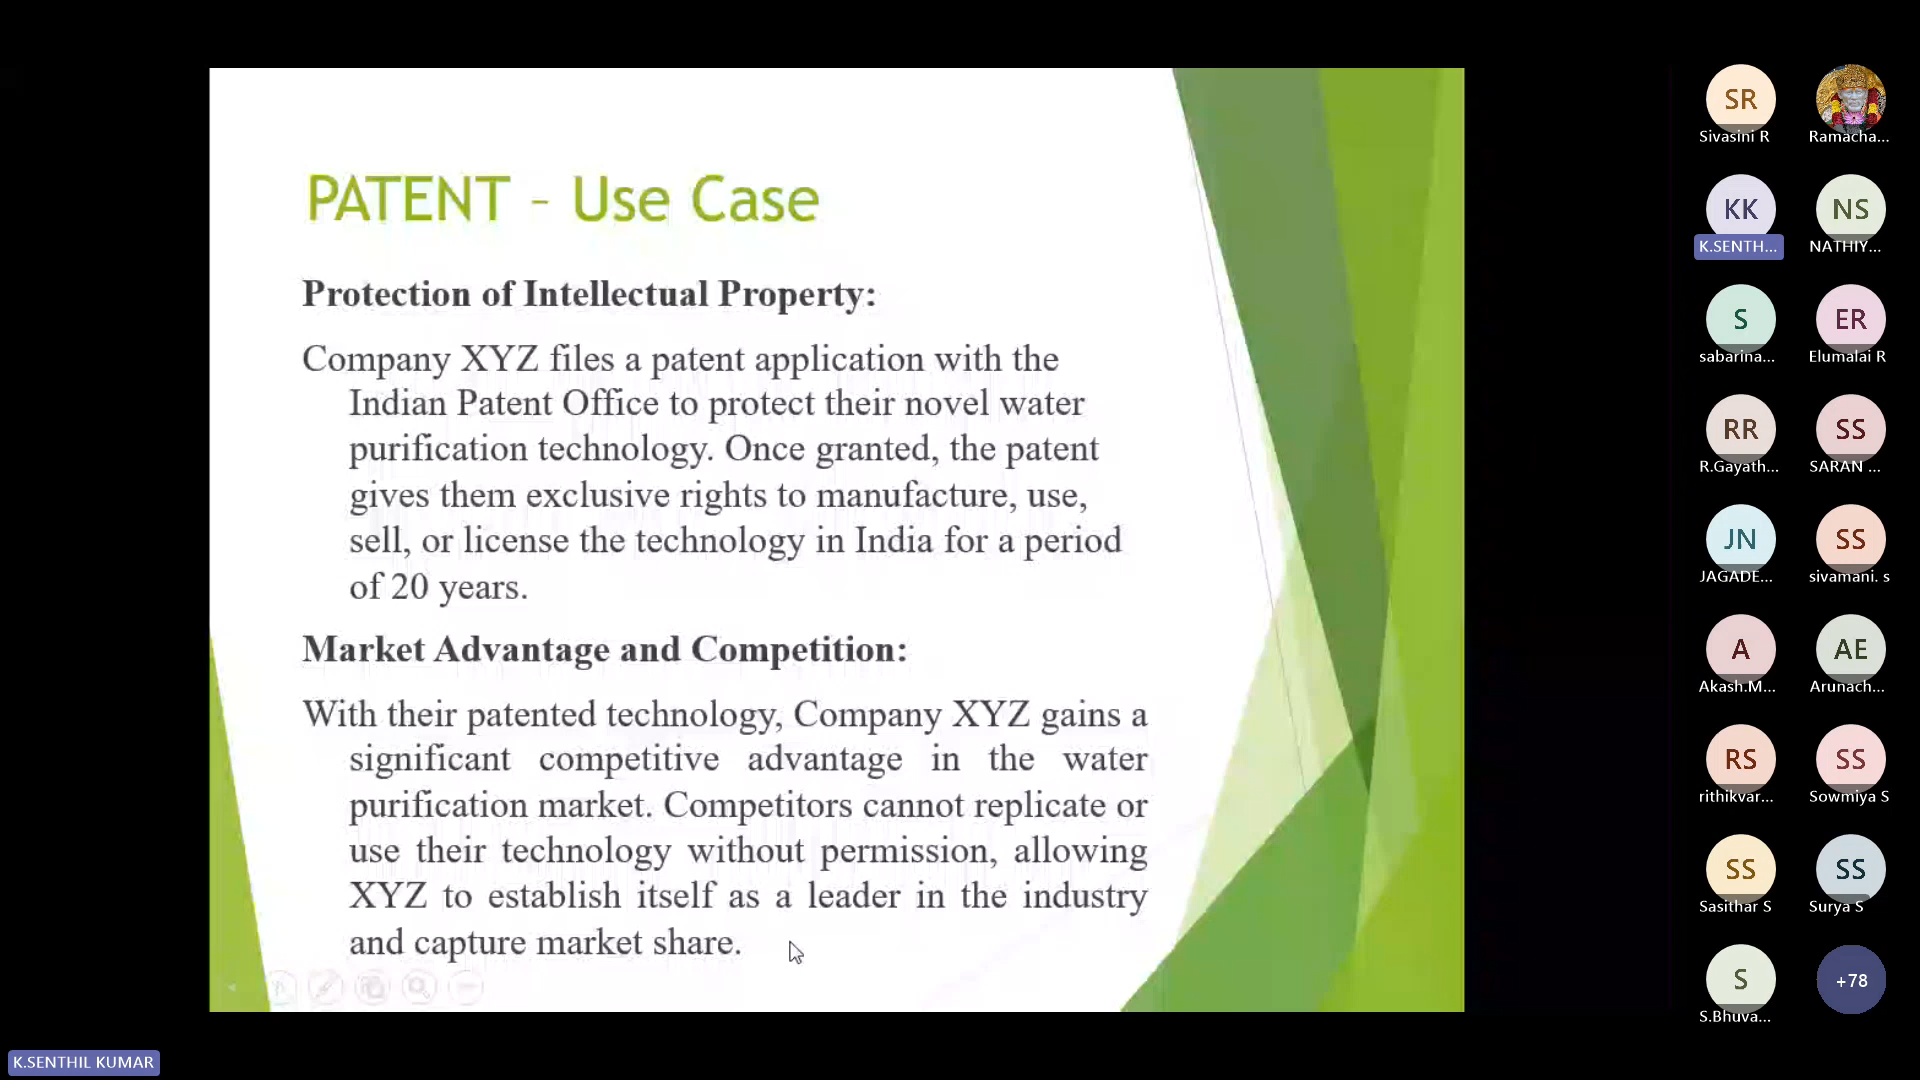 PATENT – Use Case
Protection of Intellectual Property:
Company XYZ files a patent application with the
Indian Patent Office to protect their novel water
purification technology. Once granted, the patent
gives them exclusive rights to manufacture, use,
sell, or license the technology in India for a period
of 20 years.
Market Advantage and Competition:
With their patented technology, Company XYZ gains a
significant competitive advantage in the water
purification market. Competitors cannot replicate or
use their technology without permission, allowing
XYZ to establish itself as a leader in the industry
and capture market share.
SR
Sivasini R
Ramacha...
KK
K.SENTH...
NS
NATHIY...
S
sabarina...
ER
Elumalai R
RR
R.Gayath...
SS
SARAN ...
JN
JAGADE...
SS
sivamani. s
A
Akash.M...
AE
Arunach...
RS
rithikvar...
SS
Sowmiya S
SS
Sasithar S
SS
Surya S
S
S.Bhuva...
+78
K.SENTHIL KUMAR